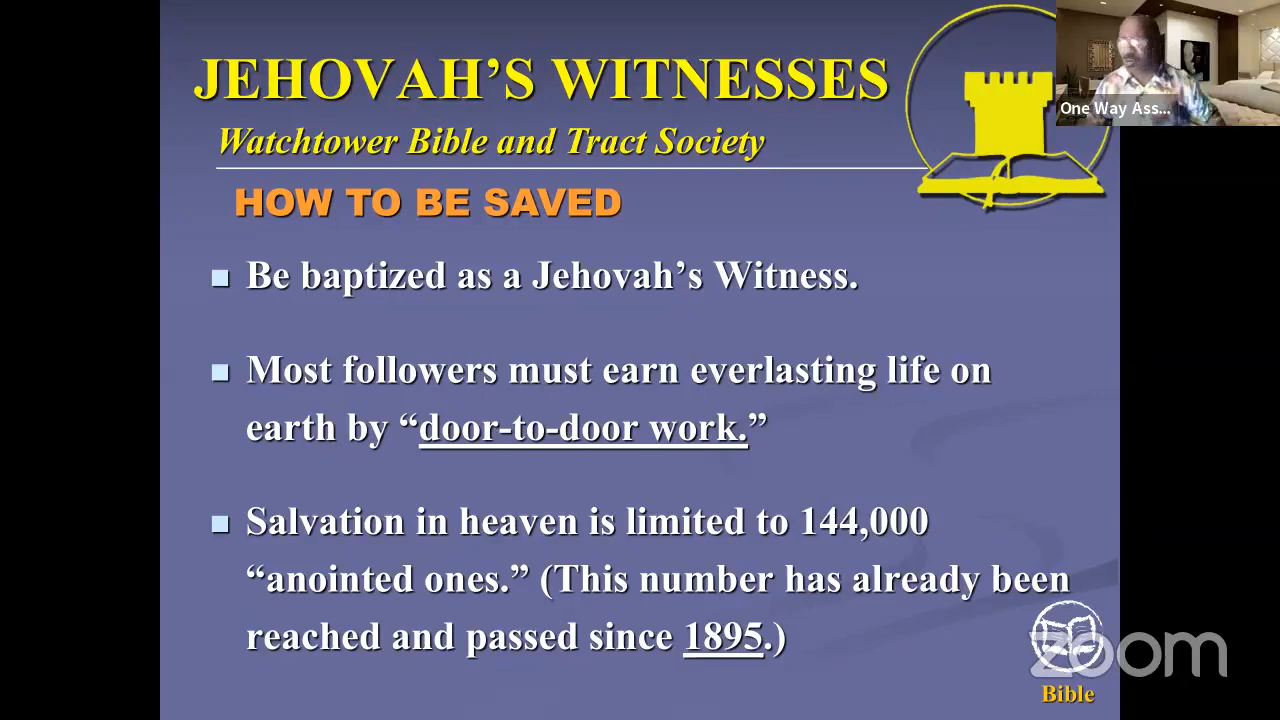 JEHOVAH’S WITNESSES
Watchtower Bible and Tract Society
One Way Ass...
HOW TO BE SAVED
Be baptized as a Jehovah’s Witness.
Most followers must earn everlasting life on
earth by “door-to-door work.”
Salvation in heaven is limited to 144,000
“anointed ones.” (This number has already been
reached and passed since 1895.)
zoom
Bible